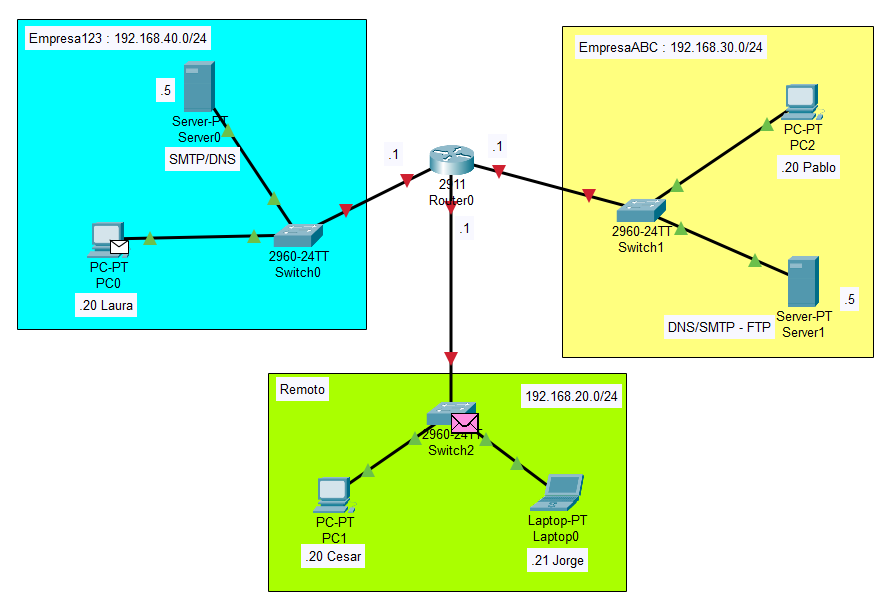 Empresa123 : 192.168.40.0/24
.5
Server-PT
Server0
SMTP/DNS
PC-PT
PC0
.20 Laura
2960-24TT
Switch0
.1
.1
2911
Router0
.1
EmpresaABC : 192.168.30.0/24
PC-PT
PC2
.20 Pablo
2960-24TT
Switch1
Server-PT
Server1
.5
DNS/SMTP - FTP
Remoto
192.168.20.0/24
2960-24TT
Switch2
PC-PT
PC1
.20 Cesar
Laptop-PT
Laptop0
.21 Jorge